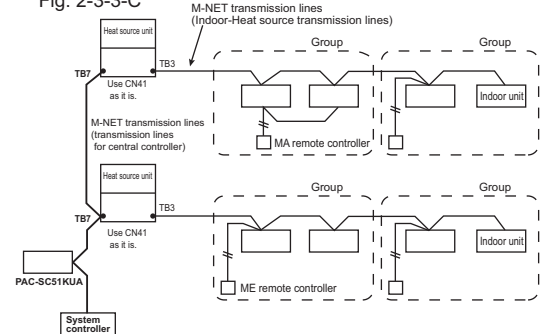 Fig. 2-3-3-C
M-NET transmission lines
(Indoor-Heat source transmission lines)
Heat source unit
TB7
TB3
Use CN41
as it is.
Group
Group
Indoor unit
MA remote controller
M-NET transmission lines
(transmission lines
for central controller)
Heat source unit
TB7
TB3
Use CN41
as it is.
Group
Group
Indoor unit
ME remote controller
PAC-SC51KUA
System
controller